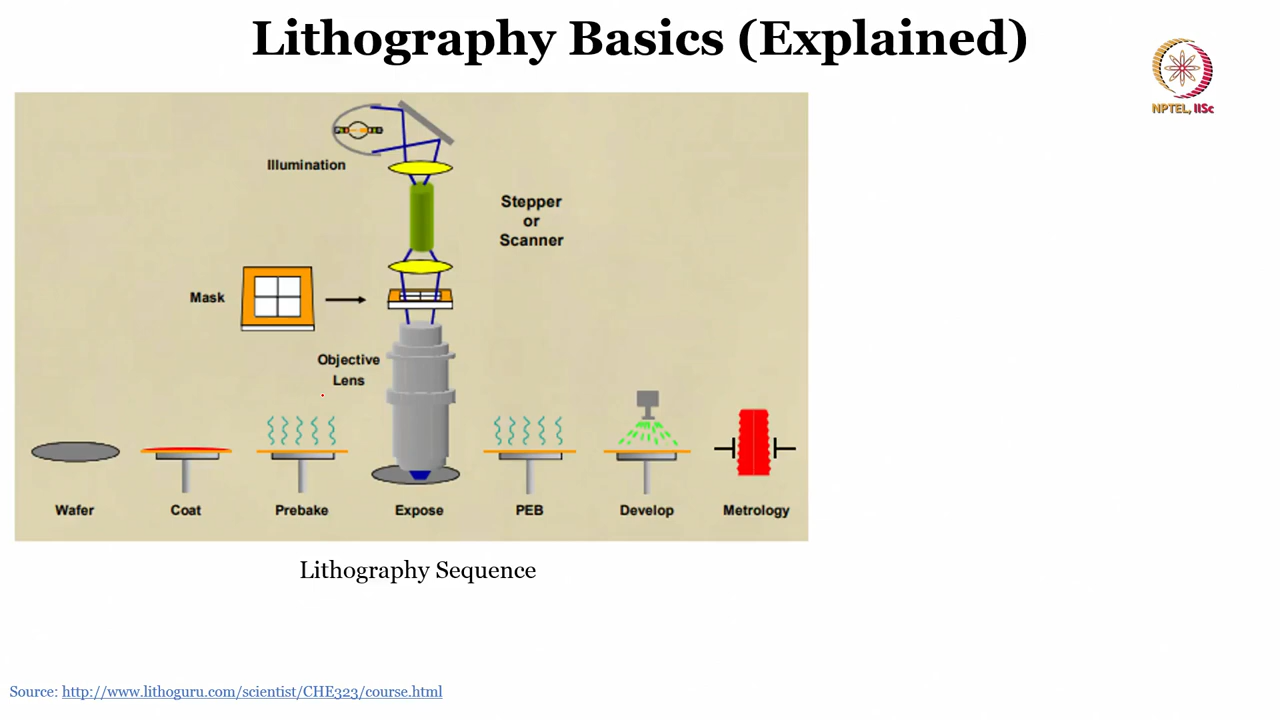 Lithography Basics (Explained)
NPTEL, IISc
Illumination
Stepper
or
Scanner
Mask
Objective
Lens
Wafer
Coat
Prebake
Expose
PEB
Develop
Metrology
Lithography Sequence
Source: http://www.lithoguru.com/scientist/CHE323/course.html